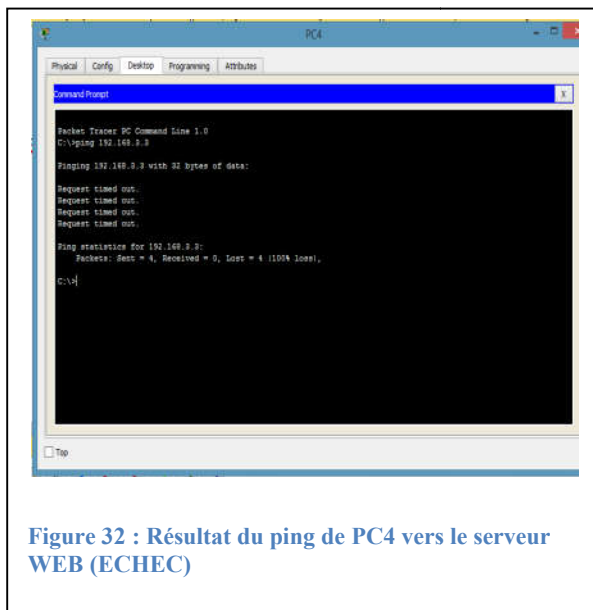 PC4
Physical Config Desktop Programming Attributes
Command Prompt
X
Packet Tracer PC Command Line 1.0
C:\>ping 192.168.3.3
Pinging 192.168.3.3 with 32 bytes of data:
Request timed out.
Request timed out.
Request timed out.
Request timed out.
Ping statistics for 192.168.3.3:
Packets: Sent = 4, Received = 0, Lost = 4 (100% loss),
C:\>
Top
Figure 32 : Résultat du ping de PC4 vers le serveur
WEB (ECHEC)